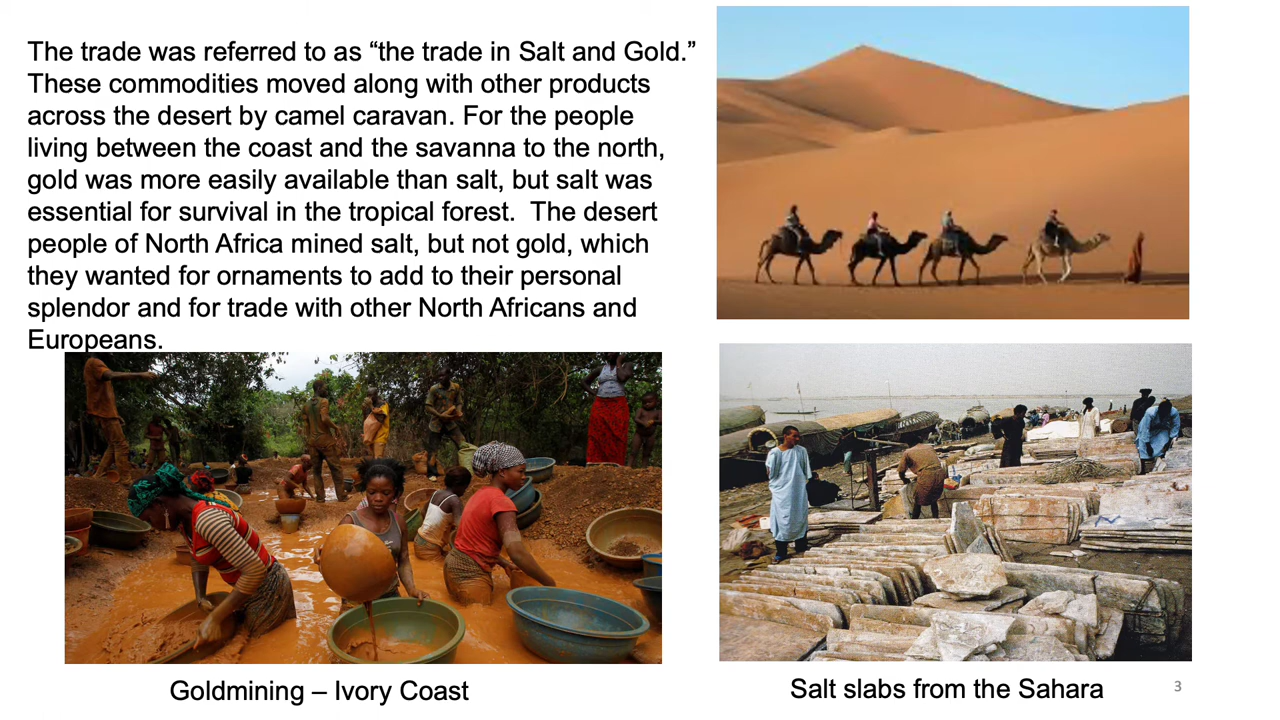 The trade was referred to as “the trade in Salt and Gold.”
These commodities moved along with other products
across the desert by camel caravan. For the people
living between the coast and the savanna to the north,
gold was more easily available than salt, but salt was
essential for survival in the tropical forest.  The desert
people of North Africa mined salt, but not gold, which
they wanted for ornaments to add to their personal
splendor and for trade with other North Africans and
Europeans.
Goldmining – Ivory Coast
Salt slabs from the Sahara
3